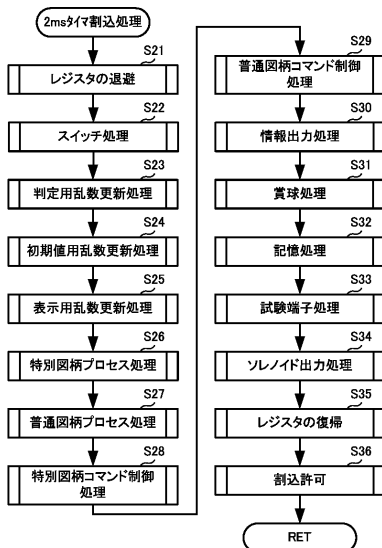 2msタイマ割込処理
S21
レジスタの退避
S22
スイッチ処理
S23
判定用乱数更新処理
S24
初期値用乱数更新処理
S25
表示用乱数更新処理
S26
特別図柄プロセス処理
S27
普通図柄プロセス処理
S28
特別図柄コマンド制御
処理
S29
普通図柄コマンド制御
処理
S30
情報出力処理
S31
賞球処理
S32
記憶処理
S33
試験端子処理
S34
ソレノイド出力処理
S35
レジスタの復帰
S36
割込許可
RET